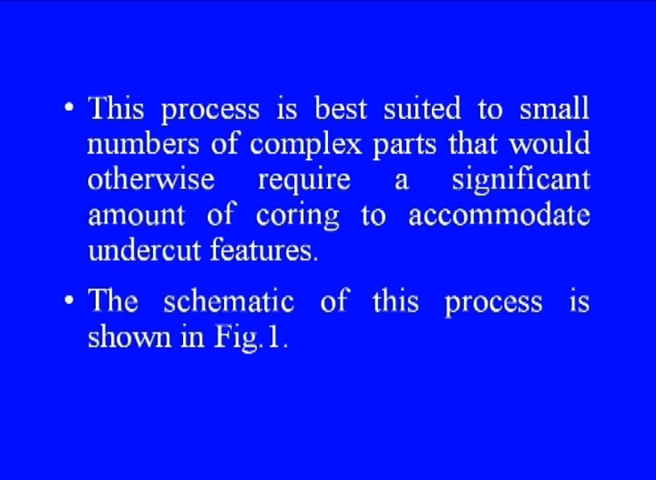 • This process is best suited to small
numbers of complex parts that would
otherwise require a significant
amount of coring to accommodate
undercut features.
• The schematic of this process is
shown in Fig.1.